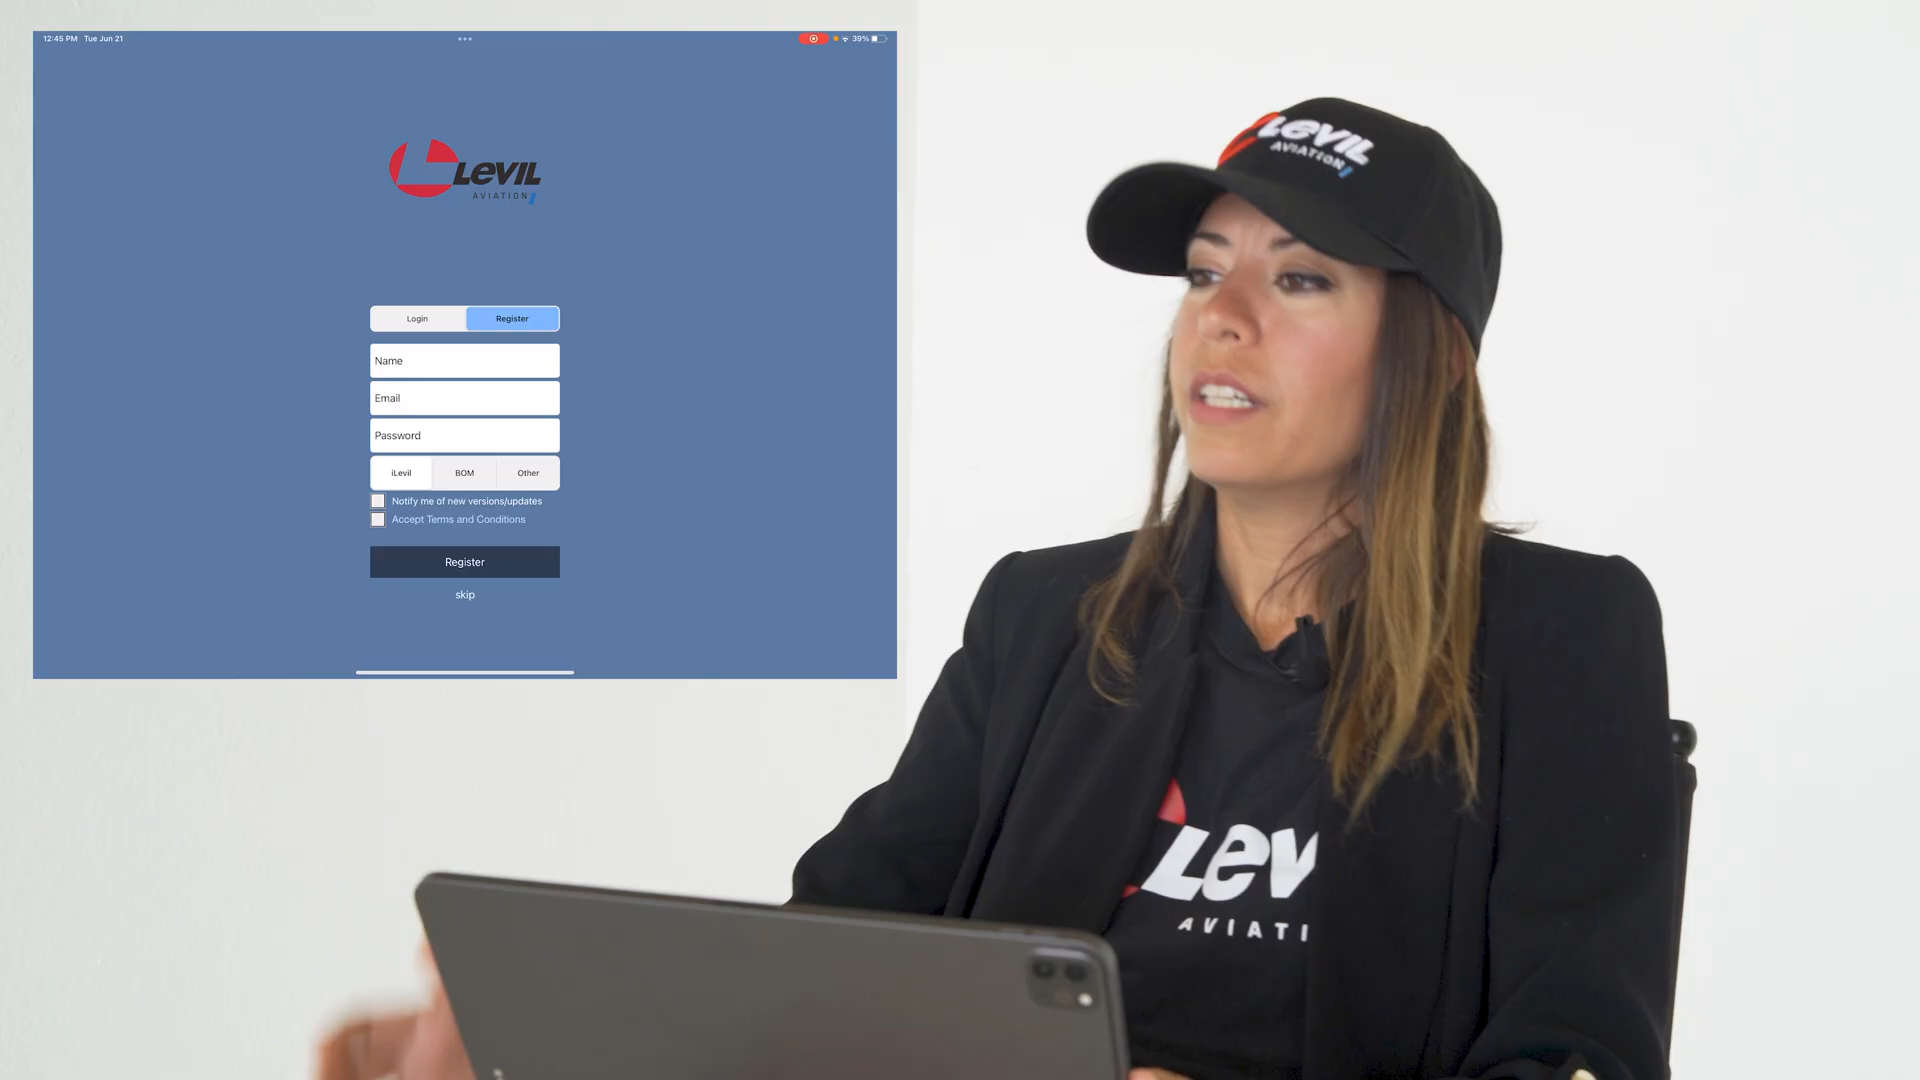 12:45 PM Tue Jun 21
39%
LEVIL
AVIATION
Login Register
Name
Email
Password
iLevil BOM Other
Notify me of new versions/updates
Accept Terms and Conditions
Register
skip
LEVIL
AVIATION
LEV
AVIATI